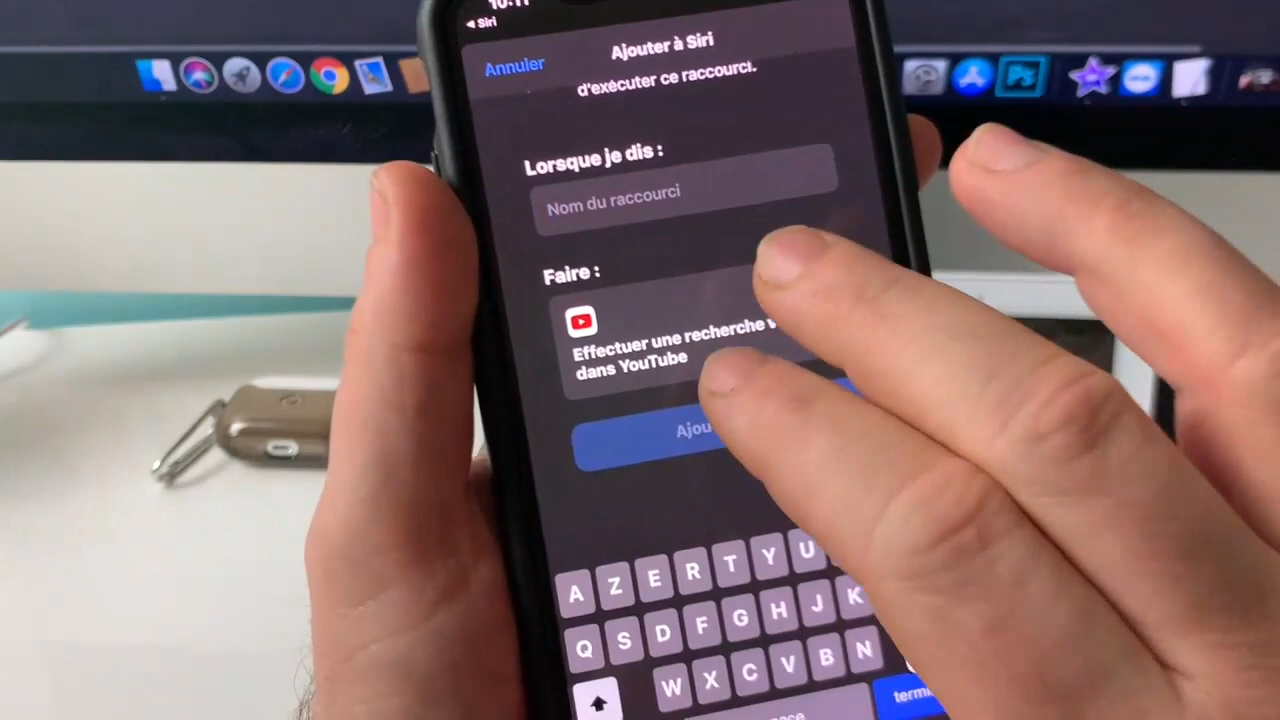 ◀ Siri
Annuler
Ajouter à Siri
d'exécuter ce raccourci.
Lorsque je dis :
Nom du raccourci
Faire :
Effectuer une recherche
dans YouTube
A Z E R T Y U
Q S D F G H J K
W X C V B N
Ps